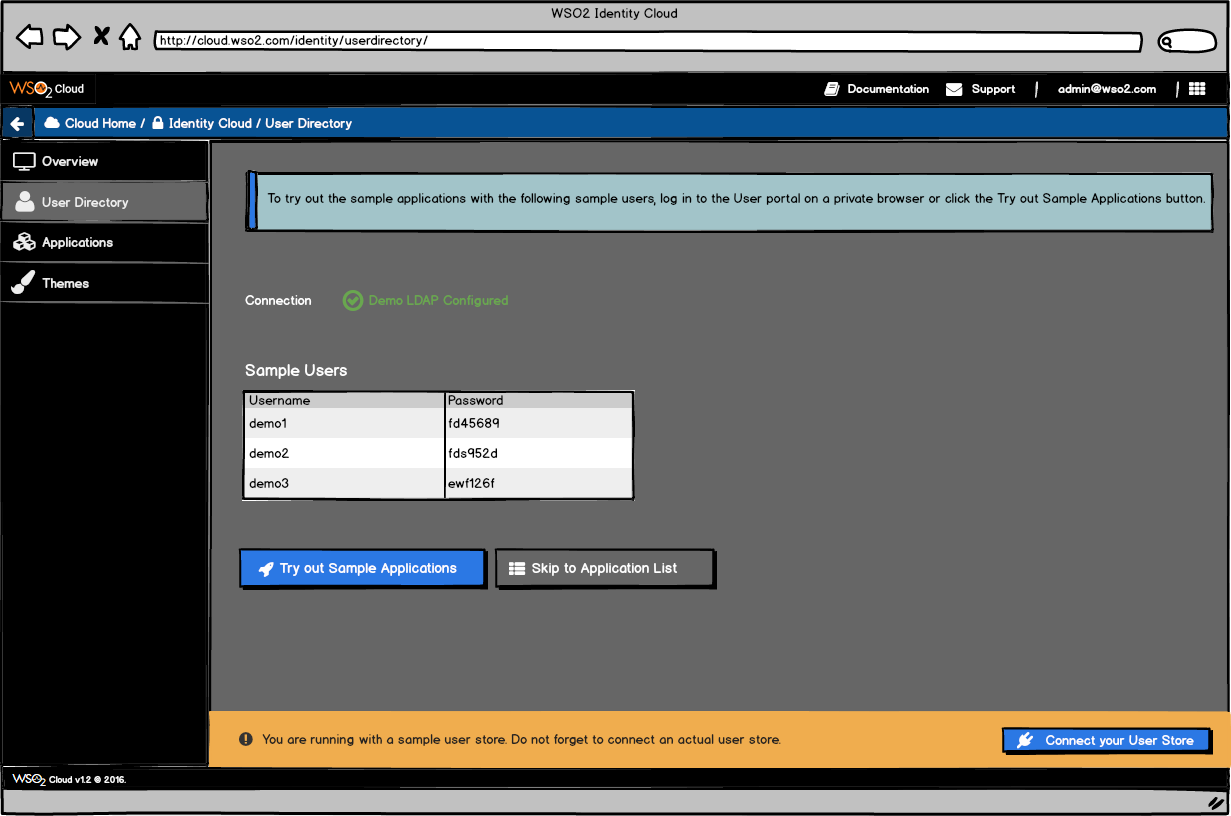 WSO2 Identity Cloud
http://cloud.wso2.com/identity/userdirectory/
WSO2 Cloud
Documentation
Support
|
admin@wso2.com
|
Cloud Home / Identity Cloud / User Directory
Overview
User Directory
Applications
Themes
To try out the sample applications with the following sample users, log in to the User portal on a private browser or click the Try out Sample Applications button.
Connection
Demo LDAP Configured
Sample Users
Username Password
demo1 fd45689
demo2 fds952d
demo3 ewf126f
Try out Sample Applications
Skip to Application List
You are running with a sample user store. Do not forget to connect an actual user store.
Connect your User Store
WSO2 Cloud v1.2 © 2016.